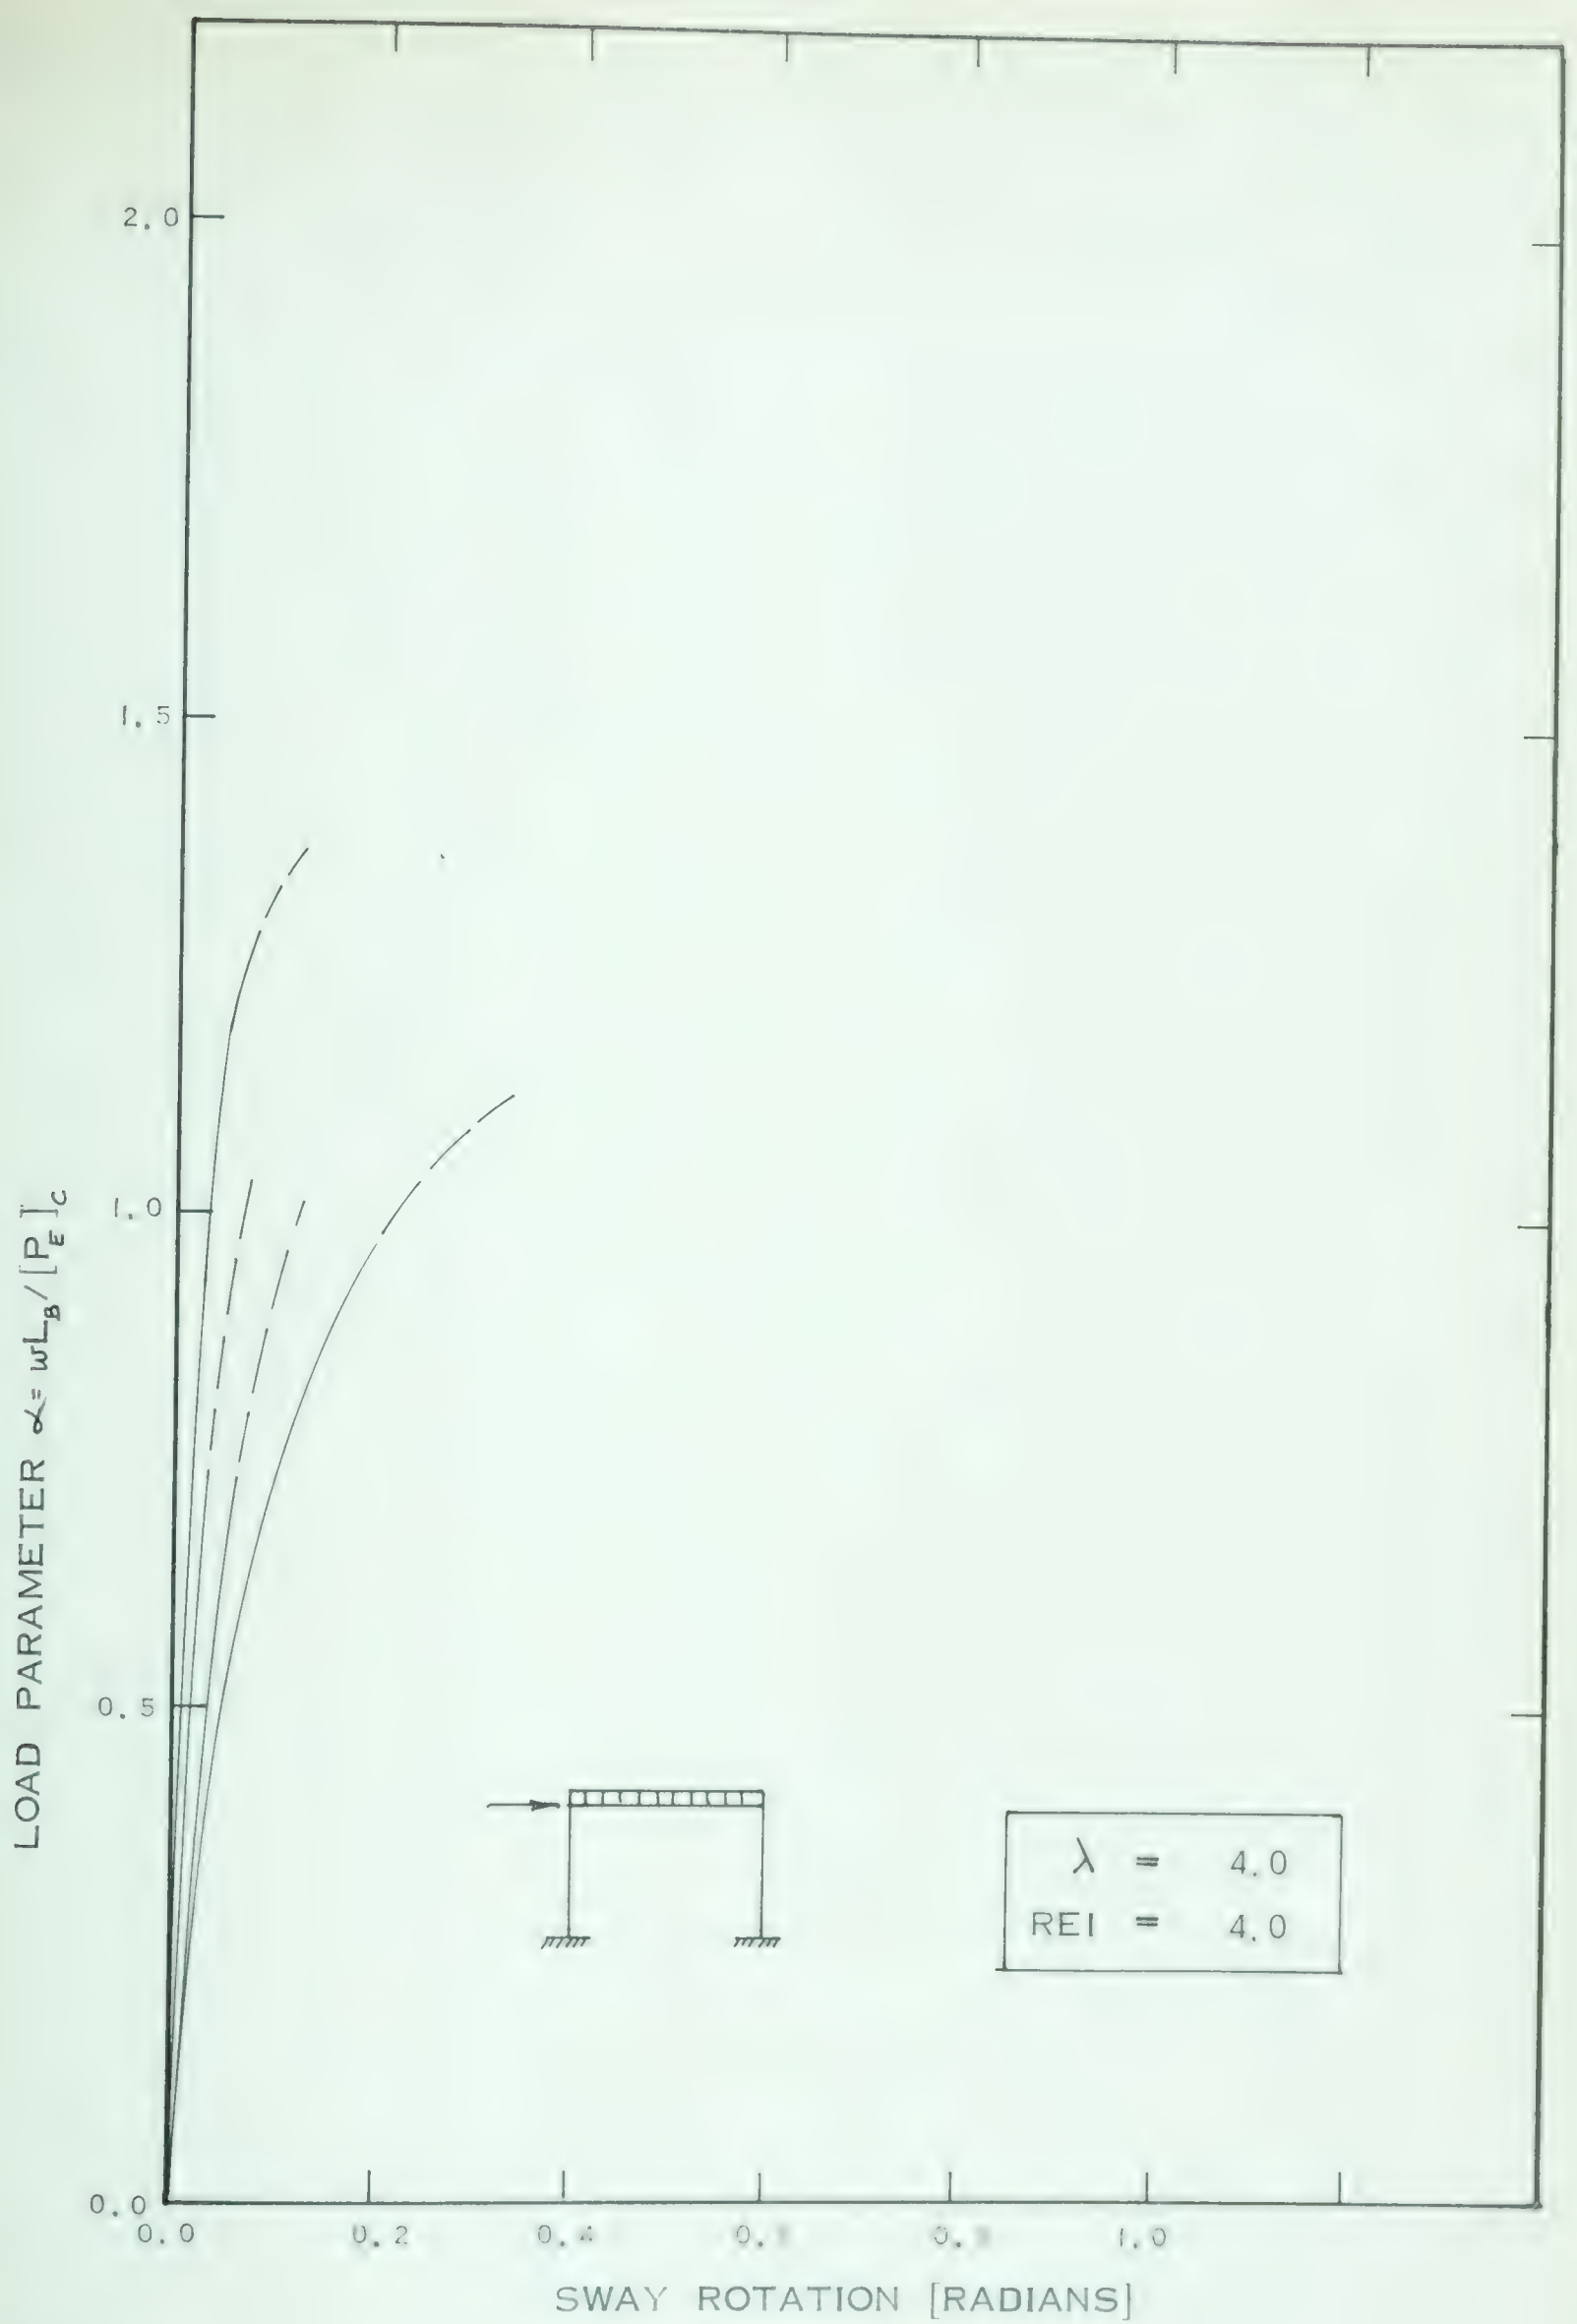 2.0
1.5
1.0
0.5
0.0
LOAD PARAMETER α = wL_B / [P_E]_C
0.0 0.2 0.4 1.0
SWAY ROTATION [RADIANS]
λ = 4.0
REI = 4.0